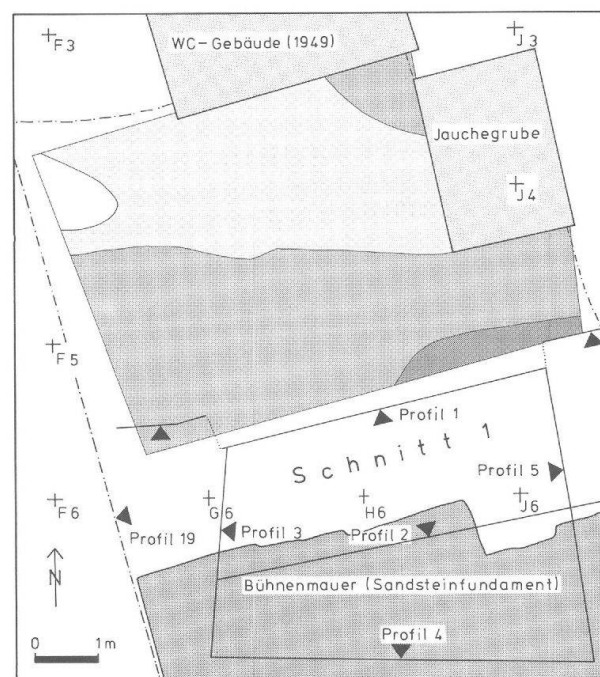 F3
WC-Gebäude (1949)
J3
Jauchegrube
J4
F5
Profil 1
Schnitt 1
Profil 5
F6
G6
H6
J6
Profil 19
Profil 3
Profil 2
N
Bühnenmauer (Sandsteinfundament)
Profil 4
0 1m